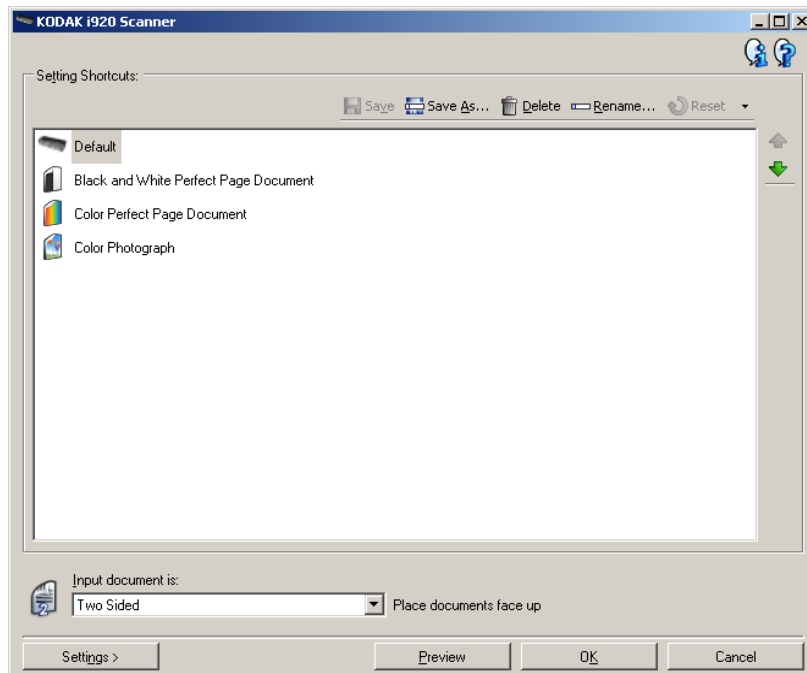 KODAK i920 Scanner
Setting Shortcuts:
Save Save As... Delete Rename... Reset
Default
Black and White Perfect Page Document
Color Perfect Page Document
Color Photograph
Input document is:
2 Two Sided Place documents face up
Settings > Preview OK Cancel